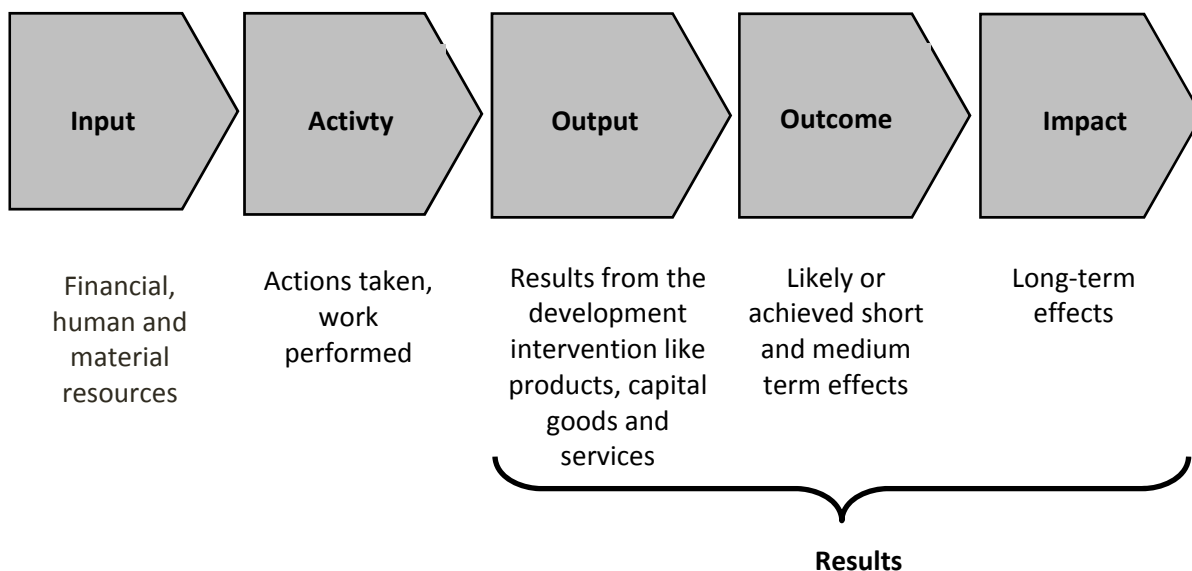 Input
Activty
Output
Outcome
Impact
Financial,
human and
material
resources
Actions taken,
work
performed
Results from the
development
intervention like
products, capital
goods and
services
Likely or
achieved short
and medium
term effects
Long-term
effects
Results